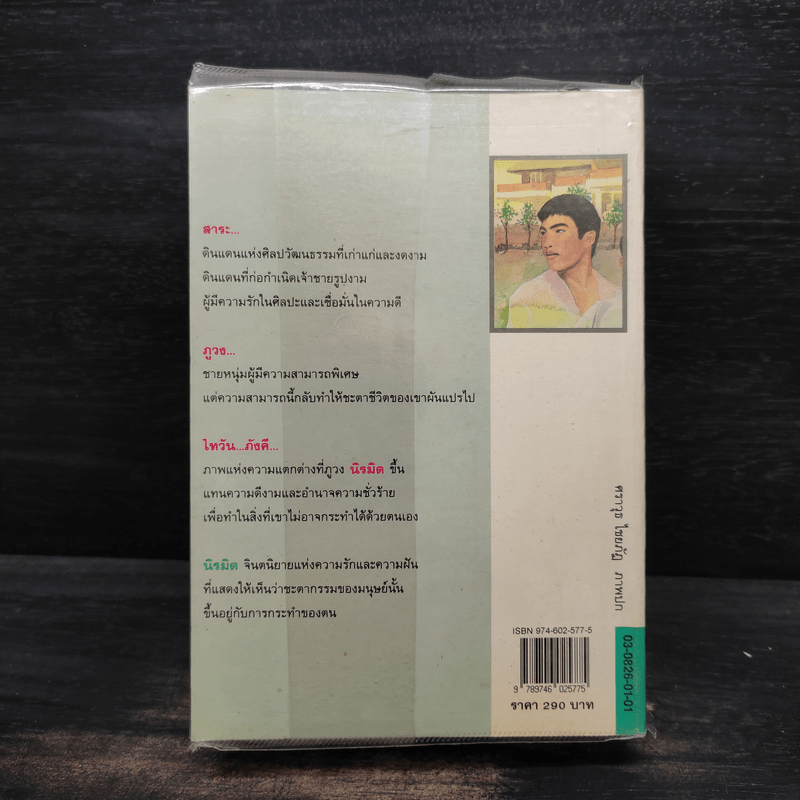 สาระ...
ดินแดนแห่งศิลปวัฒนธรรมที่เก่าแก่และงดงาม
ดินแดนที่ก่อกำเนิดเจ้าชายรูปงาม
ผู้มีความรักในศิลปะและเชื่อมั่นในความดี
ภูวง...
ชายหนุ่มผู้มีความสามารถพิเศษ
แต่ความสามารถนี้กลับทำให้ชะตาชีวิตของเขาผันแปรไป
ไทวัน...ภังคี...
ภาพแห่งความแตกต่างที่ภูวง นิรมิต ขึ้น
แทนความดีงามและอำนาจความชั่วร้าย
เพื่อทำในสิ่งที่เขาไม่อาจกระทำได้ด้วยตนเอง
นิรมิต จินตนิยายแห่งความรักและความฝัน
ที่แสดงให้เห็นว่าชะตากรรมของมนุษย์นั้น
ขึ้นอยู่กับการกระทำของตน
ศราวุธ ไชยภัฏ ภาพปก
ISBN 974-602-577-5
9 789746 025775
ราคา 290 บาท
03-0826-01-01